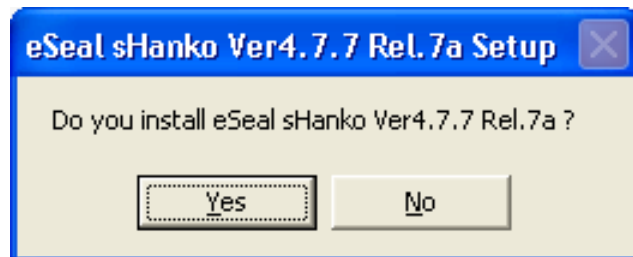 eSeal sHanko Ver4.7.7 Rel.7a Setup
Do you install eSeal sHanko Ver4.7.7 Rel.7a ?
Yes No